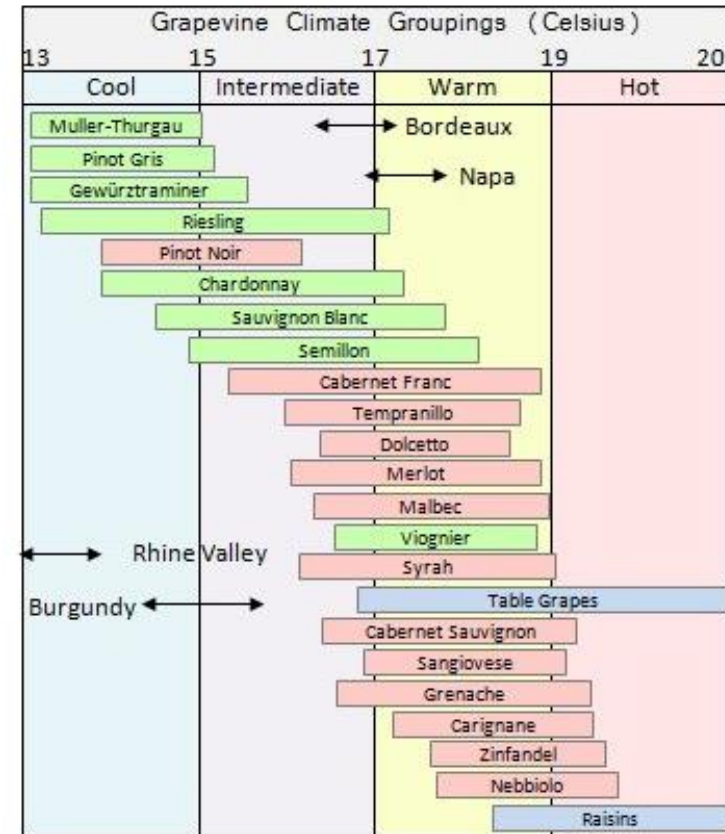 Grapevine Climate Groupings (Celsius)
13 15 17 19 20
Cool Intermediate Warm Hot
Muller-Thurgau
Bordeaux
Pinot Gris
Napa
Gewürztraminer
Riesling
Pinot Noir
Chardonnay
Sauvignon Blanc
Semillon
Cabernet Franc
Tempranillo
Dolcetto
Merlot
Malbec
Viognier
Rhine Valley
Syrah
Table Grapes
Burgundy
Cabernet Sauvignon
Sangiovese
Grenache
Carignane
Zinfandel
Nebbiolo
Raisins